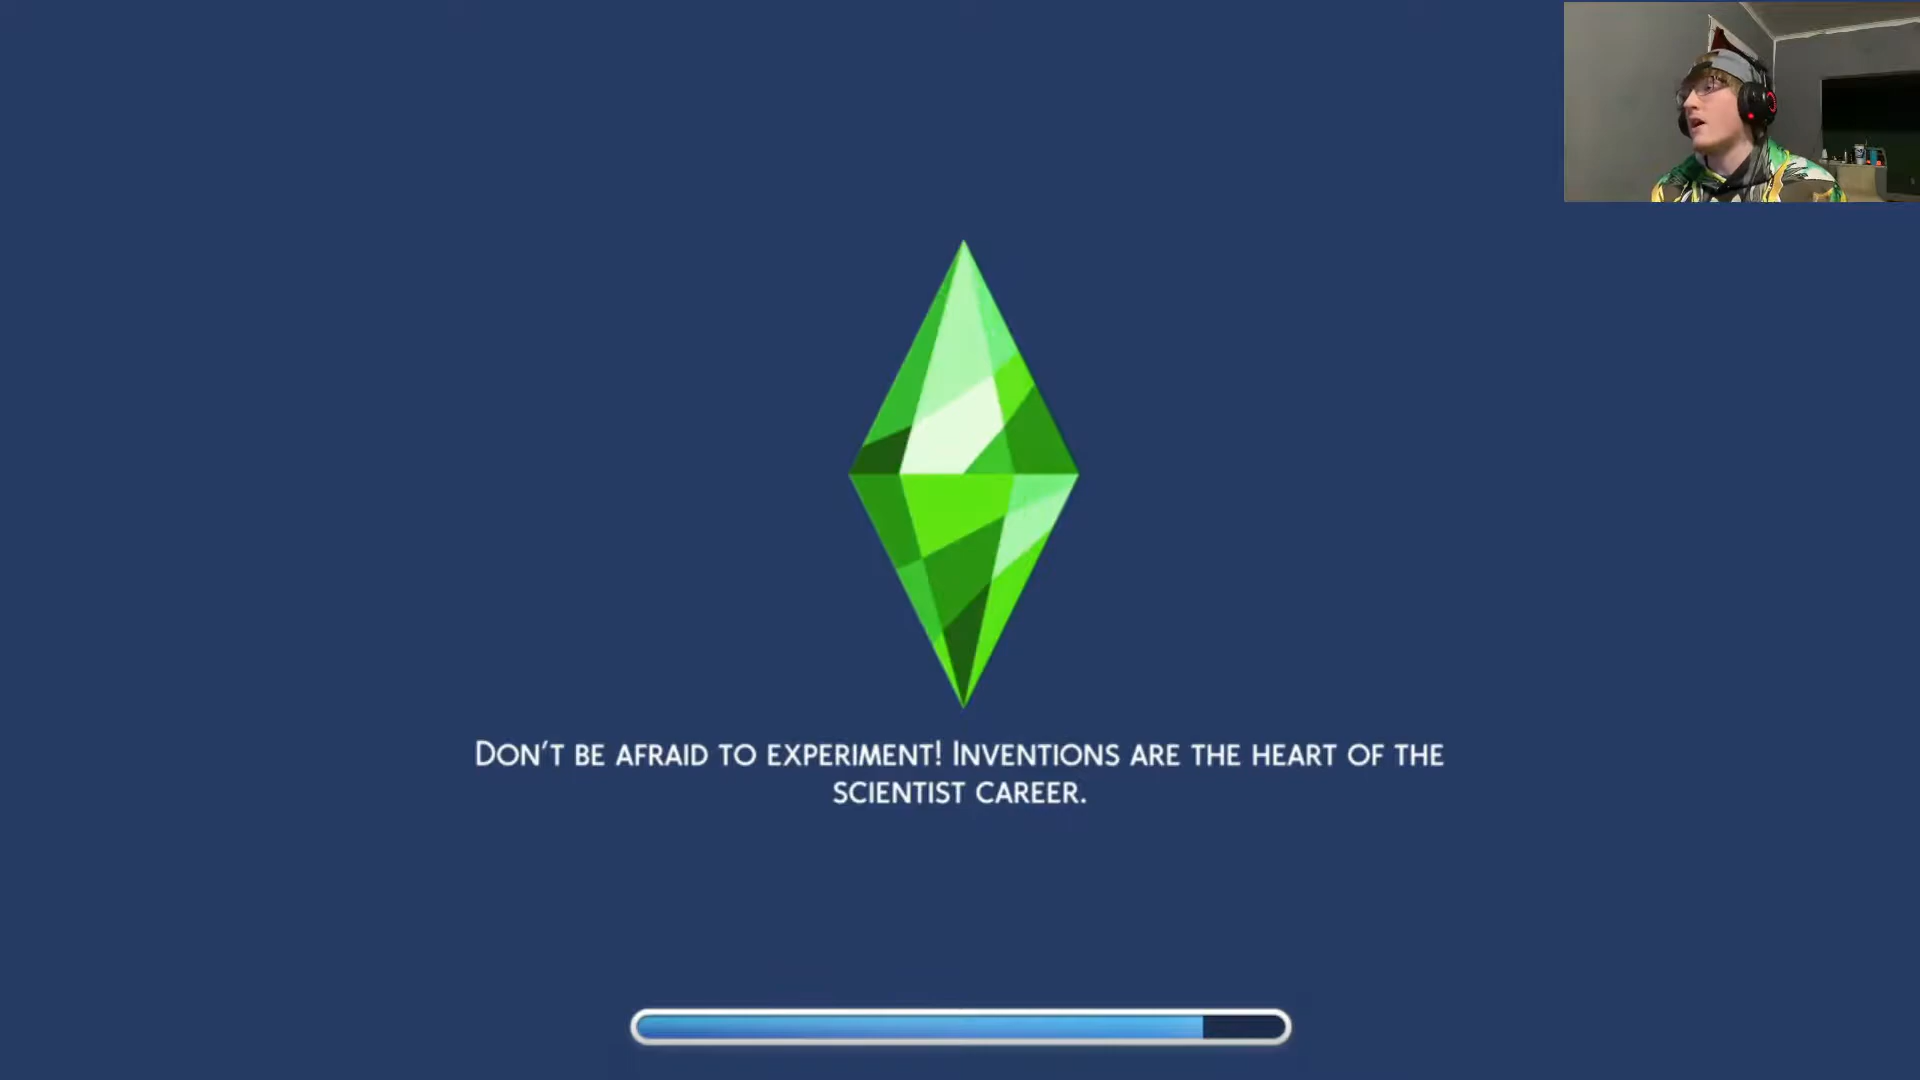 DON'T BE AFRAID TO EXPERIMENT! INVENTIONS ARE THE HEART OF THE
SCIENTIST CAREER.